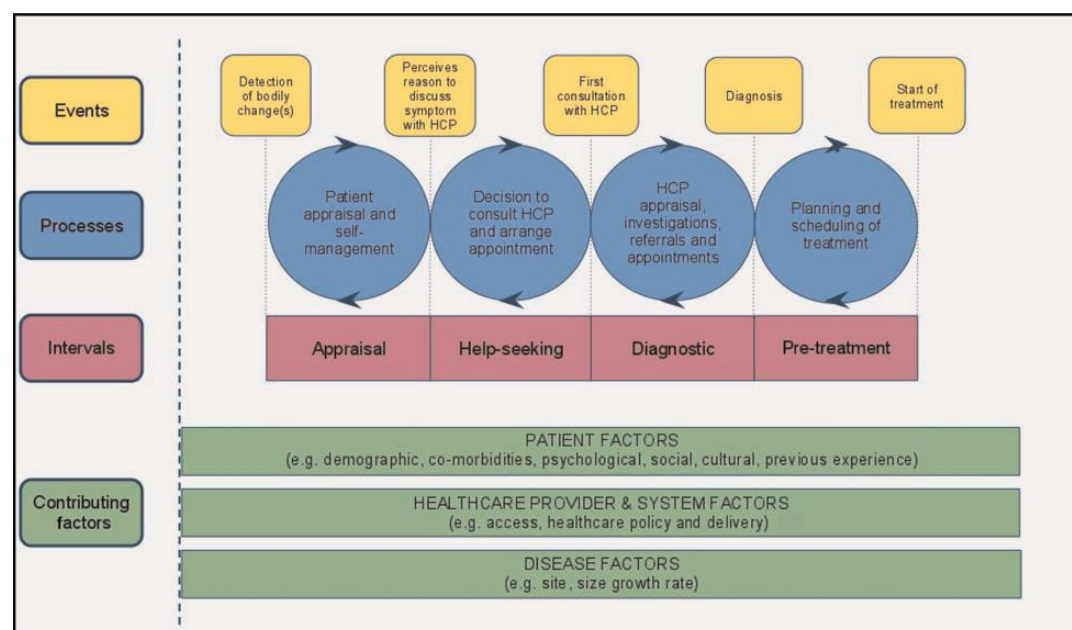 Events
Detection
of bodily
change(s)
Perceives
reason to
discuss
symptom
with HCP
First
consultation
with HCP
Diagnosis
Start of
treatment
Processes
Patient
appraisal and
self-
management
Decision to
consult HCP
and arrange
appointment
HCP
appraisal,
investigations,
referrals and
appointments
Planning and
scheduling of
treatment
Intervals
Appraisal
Help-seeking
Diagnostic
Pre-treatment
Contributing
factors
PATIENT FACTORS
(e.g. demographic, co-morbidities, psychological, social, cultural, previous experience)
HEALTHCARE PROVIDER & SYSTEM FACTORS
(e.g. access, healthcare policy and delivery)
DISEASE FACTORS
(e.g. site, size growth rate)